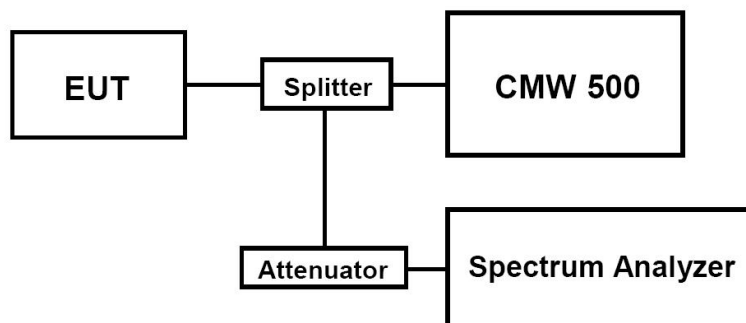 EUT
Splitter
CMW 500
Attenuator
Spectrum Analyzer